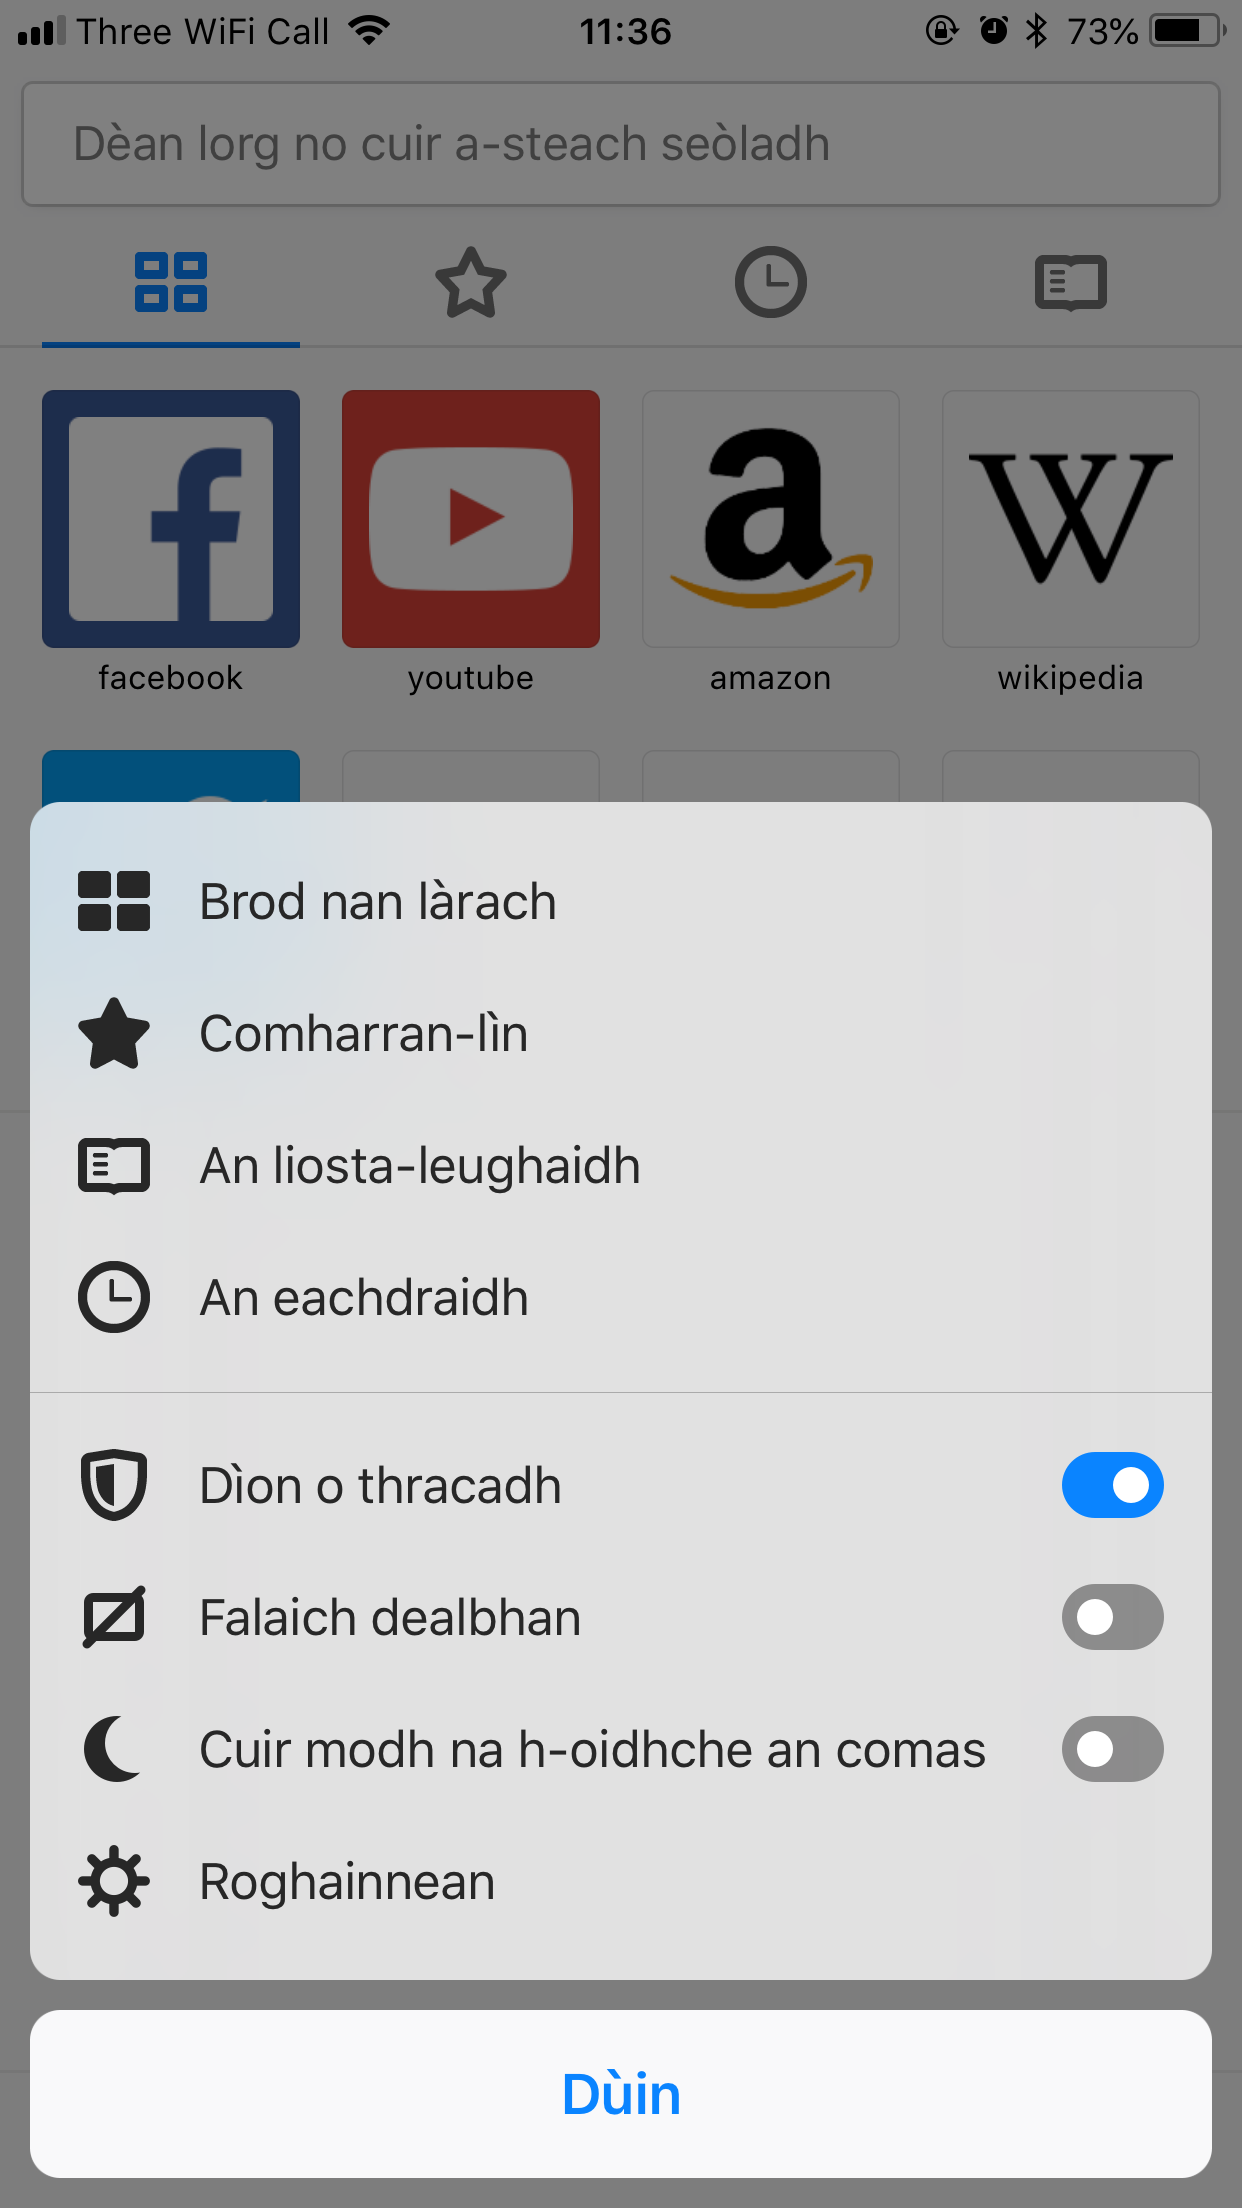 Three WiFi Call 11:36 73%
Dèan lorg no cuir a-steach seòladh
facebook youtube amazon wikipedia
Brod nan làrach
Comharran-lìn
An liosta-leughaidh
An eachdraidh
Dìon o thracadh
Falaich dealbhan
Cuir modh na h-oidhche an comas
Roghainnean
Dùin